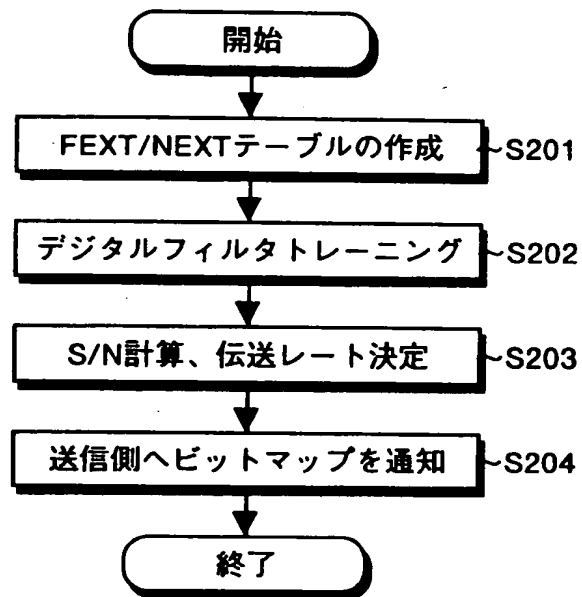 開始
FEXT/NEXTテーブルの作成 ~S201
デジタルフィルタトレーニング ~S202
S/N計算、伝送レート決定 ~S203
送信側へビットマップを通知 ~S204
終了